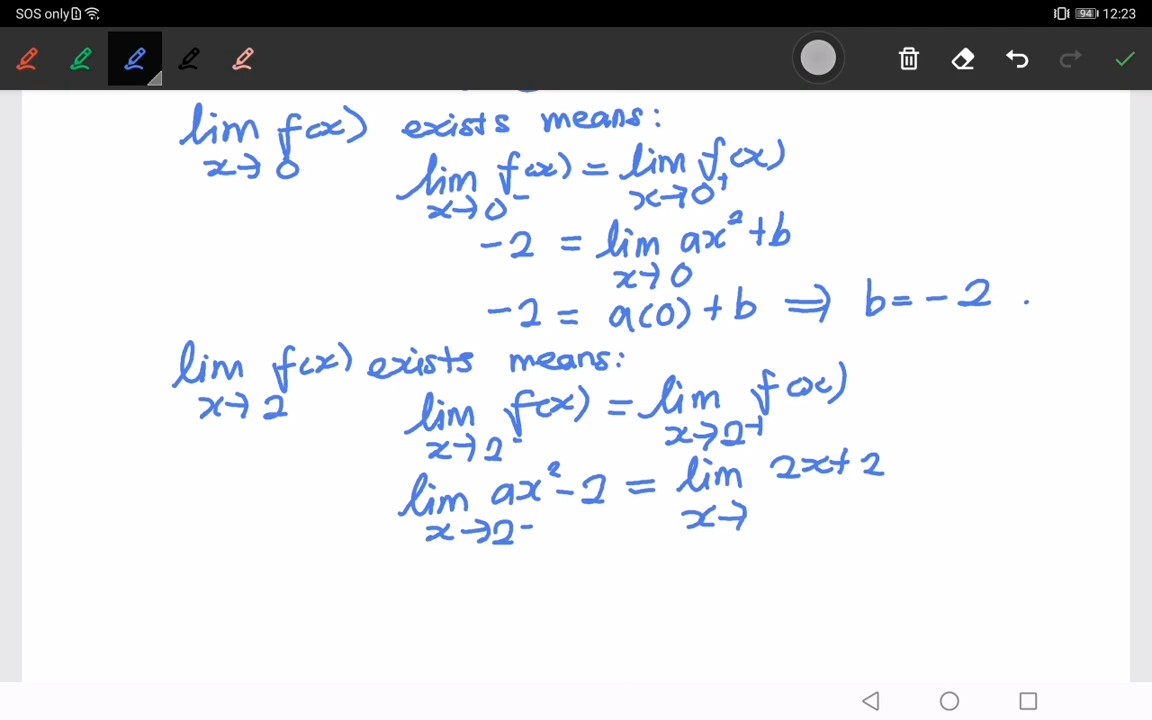 SOS only 94 12:23
lim f(x) exists means:
x→0
lim f(x) = lim f(x)
x→0⁻ x→0⁺
-2 = lim ax² + b
x→0
-2 = a(0) + b ⟹ b = -2 .
lim f(x) exists means:
x→2
lim f(x) = lim f(x)
x→2⁻ x→2⁺
lim ax² - 2 = lim 2x + 2
x→2⁻ x→